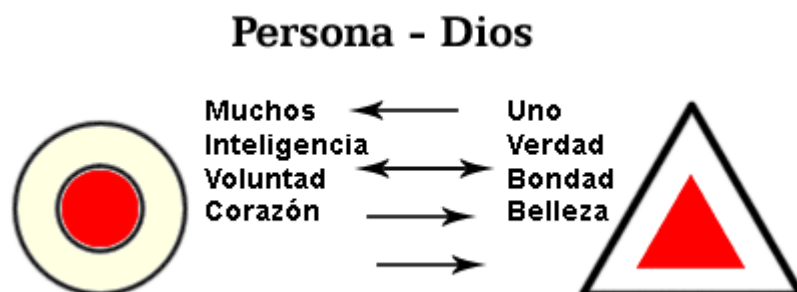 Persona - Dios
Muchos Uno
Inteligencia Verdad
Voluntad Bondad
Corazón Belleza